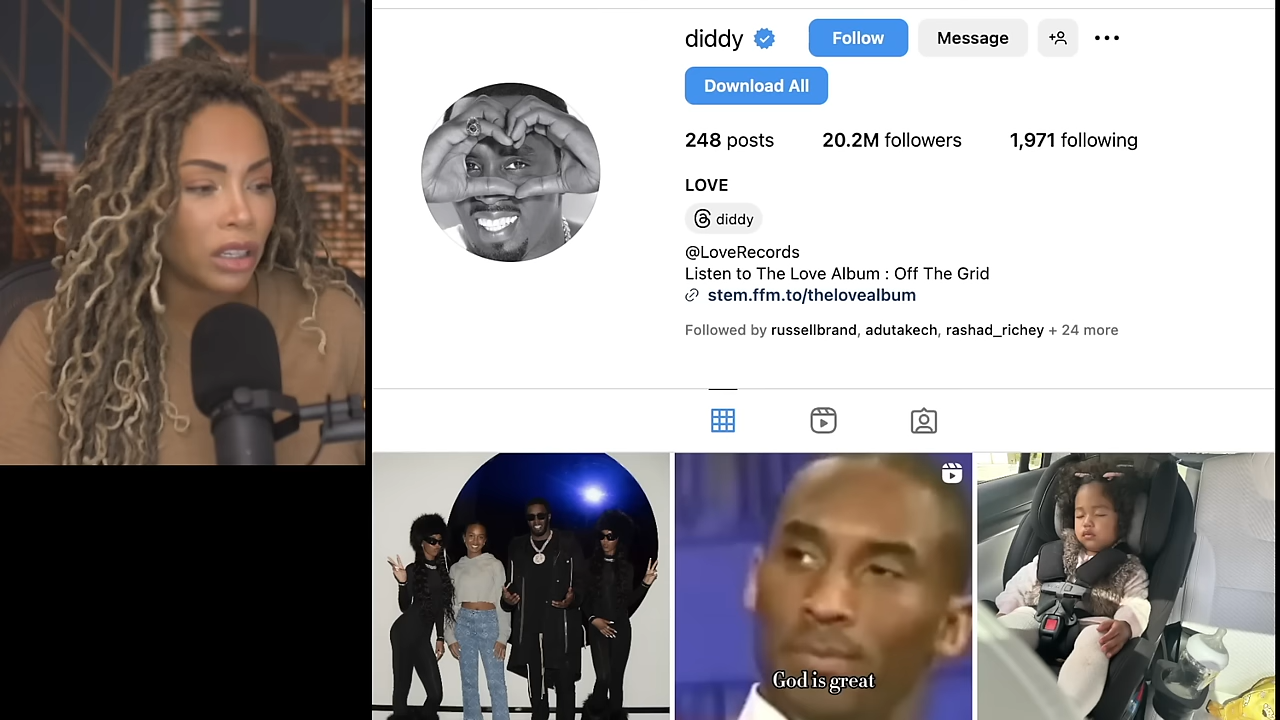 diddy Follow Message
Download All
248 posts 20.2M followers 1,971 following
LOVE
diddy
@LoveRecords
Listen to The Love Album : Off The Grid
stem.ffm.to/thelovealbum
Followed by russellbrand, adutakech, rashad_richey + 24 more
God is great